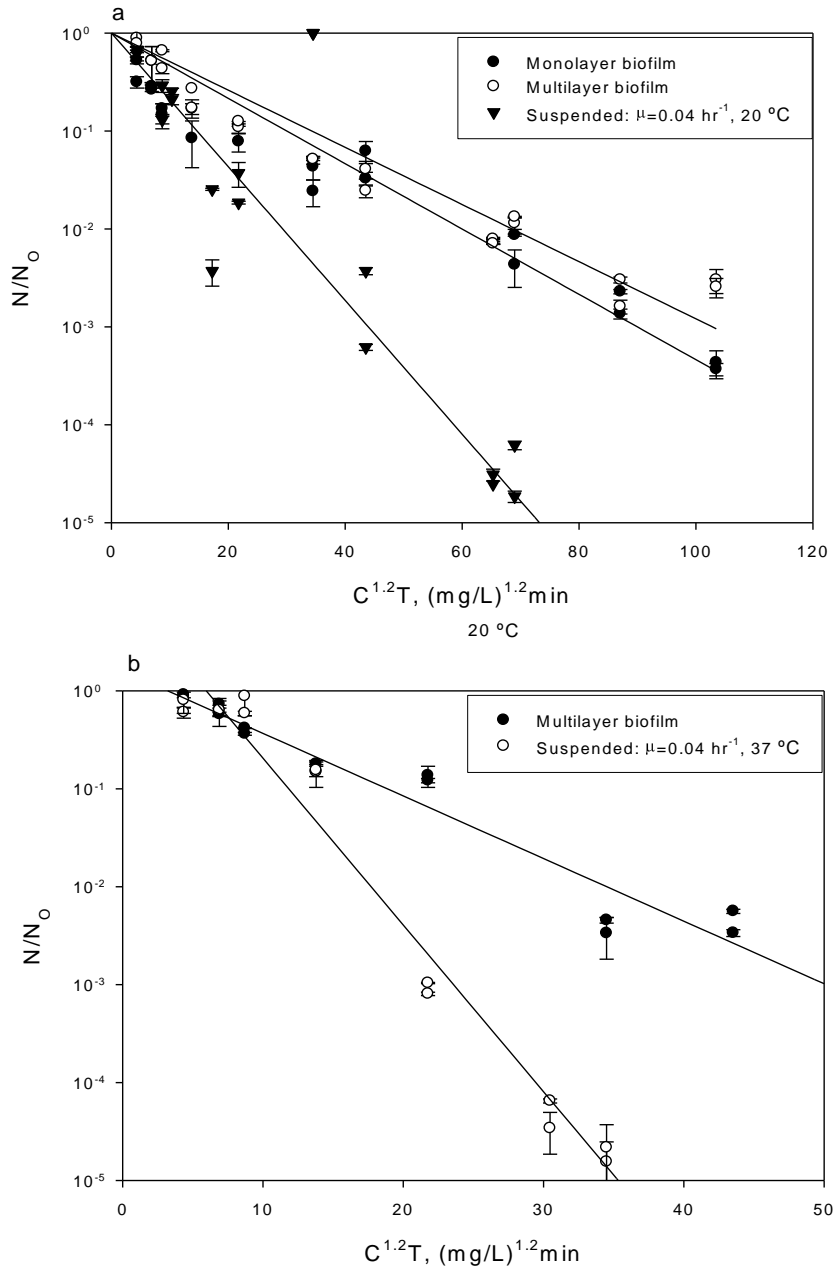 a
10^0
10^-1
10^-2
10^-3
10^-4
10^-5
N/N_O
Monolayer biofilm
Multilayer biofilm
Suspended: μ=0.04 hr^-1, 20 ºC
0 20 40 60 80 100 120
C^1.2T, (mg/L)^1.2min
20 ºC
b
10^0
10^-1
10^-2
10^-3
10^-4
10^-5
N/N_O
Multilayer biofilm
Suspended: μ=0.04 hr^-1, 37 ºC
0 10 20 30 40 50
C^1.2T, (mg/L)^1.2min